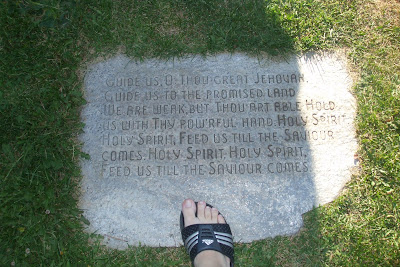 Guide us, O, Thou great Jehovah,
Guide us to the promised land
We are weak, but Thou art able Hold
us with Thy pow'rful hand. Holy Spirit,
Holy Spirit, Feed us till the Saviour
comes, Holy Spirit, Holy Spirit,
Feed us till the Saviour comes.